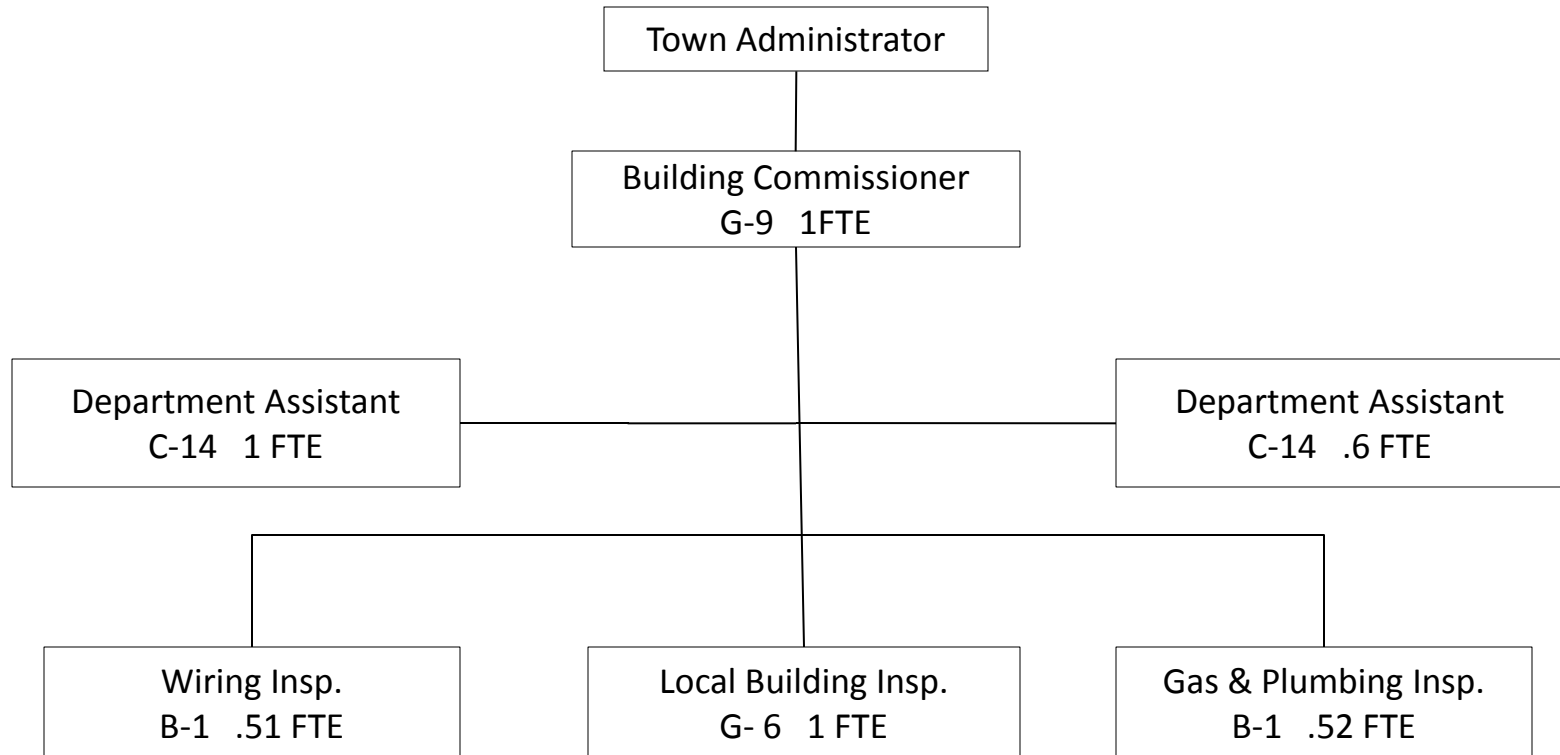 Town Administrator
Building Commissioner
G-9 1FTE
Department Assistant
C-14 1 FTE
Department Assistant
C-14 .6 FTE
Wiring Insp.
B-1 .51 FTE
Local Building Insp.
G- 6 1 FTE
Gas & Plumbing Insp.
B-1 .52 FTE